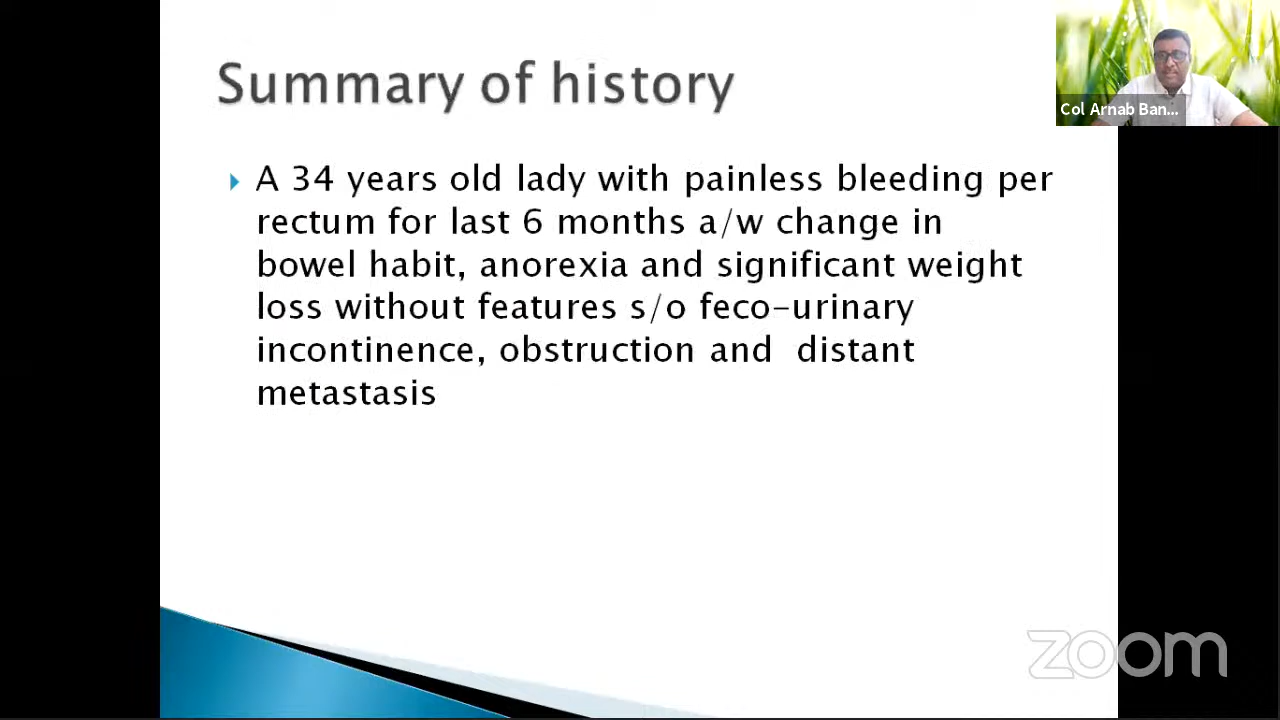 Summary of history
Col Arnab Ban...
A 34 years old lady with painless bleeding per
rectum for last 6 months a/w change in
bowel habit, anorexia and significant weight
loss without features s/o feco-urinary
incontinence, obstruction and distant
metastasis
zoom